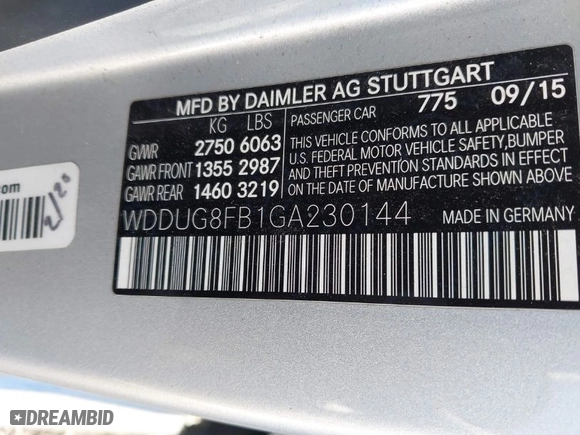 MFD BY DAIMLER AG STUTTGART
KG LBS
GVWR 2750 6063
GAWR FRONT 1355 2987
GAWR REAR 1460 3219
PASSENGER CAR 775 09/15
THIS VEHICLE CONFORMS TO ALL APPLICABLE
U.S. FEDERAL MOTOR VEHICLE SAFETY, BUMPER
AND THEFT PREVENTION STANDARDS IN EFFECT
ON THE DATE OF MANUFACTURE SHOWN ABOVE
WDDUG8FB1GA230144 MADE IN GERMANY
.com
DREAMBID